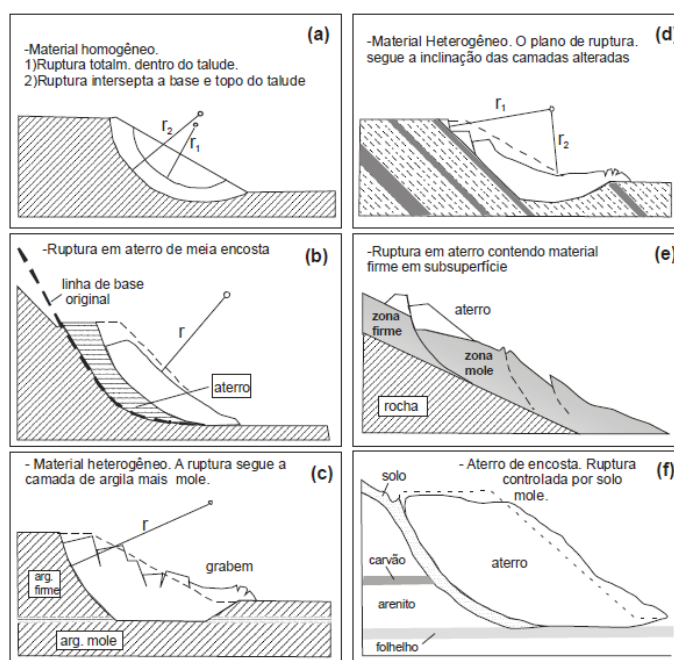 (a)
-Material homogêneo.
1)Ruptura totalm. dentro do talude.
2)Ruptura intersepta a base e topo do talude
r2
r1
(d)
-Material Heterogêneo. O plano de ruptura.
segue a inclinação das camadas alteradas
r1
r2
-Ruptura em aterro de meia encosta
(b)
linha de base
original
r
aterro
-Ruptura em aterro contendo material
firme em subsuperfície
(e)
aterro
zona
firme
zona
mole
rocha
- Material heterogêneo. A ruptura segue a
camada de argila mais mole.
(c)
r
grabem
arg.
firme
arg. mole
- Aterro de encosta. Ruptura
controlada por solo
mole.
(f)
solo
carvão
aterro
arenito
folhelho